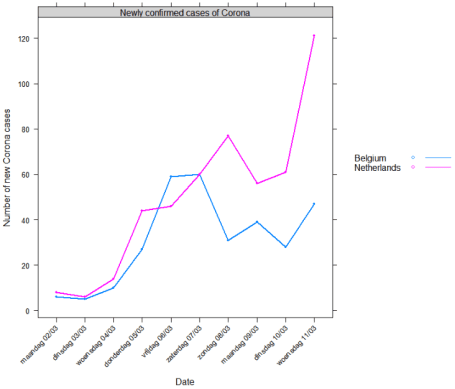 Newly confirmed cases of Corona
Number of new Corona cases
120
100
80
60
40
20
0
maandag 02/03
dinsdag 03/03
woensdag 04/03
donderdag 05/03
vrijdag 06/03
zaterdag 07/03
zondag 08/03
maandag 09/03
dinsdag 10/03
woensdag 11/03
Date
Belgium
Netherlands